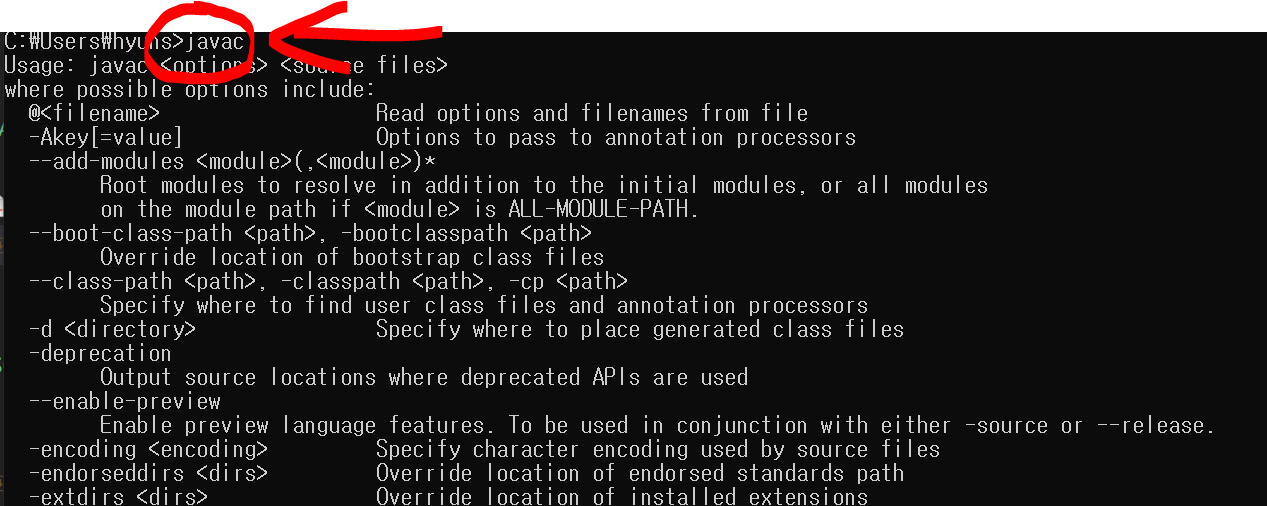 C:₩Users₩hyuns>javac
Usage: javac <options> <source files>
where possible options include:
@<filename> Read options and filenames from file
-Akey[=value] Options to pass to annotation processors
--add-modules <module>(,<module>)*
Root modules to resolve in addition to the initial modules, or all modules
on the module path if <module> is ALL-MODULE-PATH.
--boot-class-path <path>, -bootclasspath <path>
Override location of bootstrap class files
--class-path <path>, -classpath <path>, -cp <path>
Specify where to find user class files and annotation processors
-d <directory> Specify where to place generated class files
-deprecation
Output source locations where deprecated APIs are used
--enable-preview
Enable preview language features. To be used in conjunction with either -source or --release.
-encoding <encoding> Specify character encoding used by source files
-endorseddirs <dirs> Override location of endorsed standards path
-extdirs <dirs> Override location of installed extensions